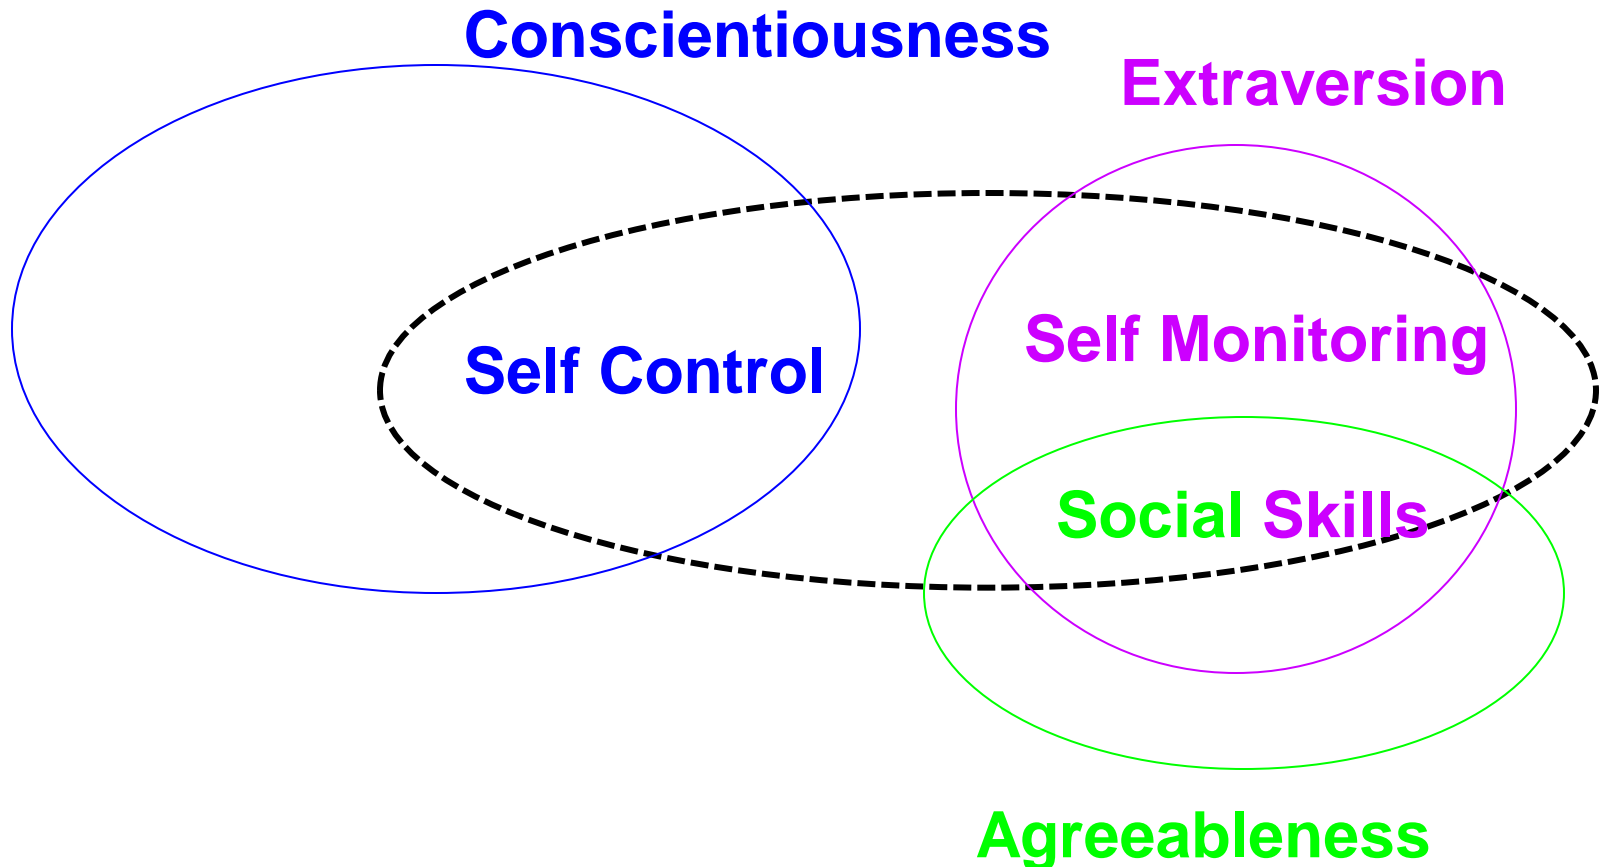 Conscientiousness
Extraversion
Self Monitoring
Self Control
Social Skills
Agreeableness